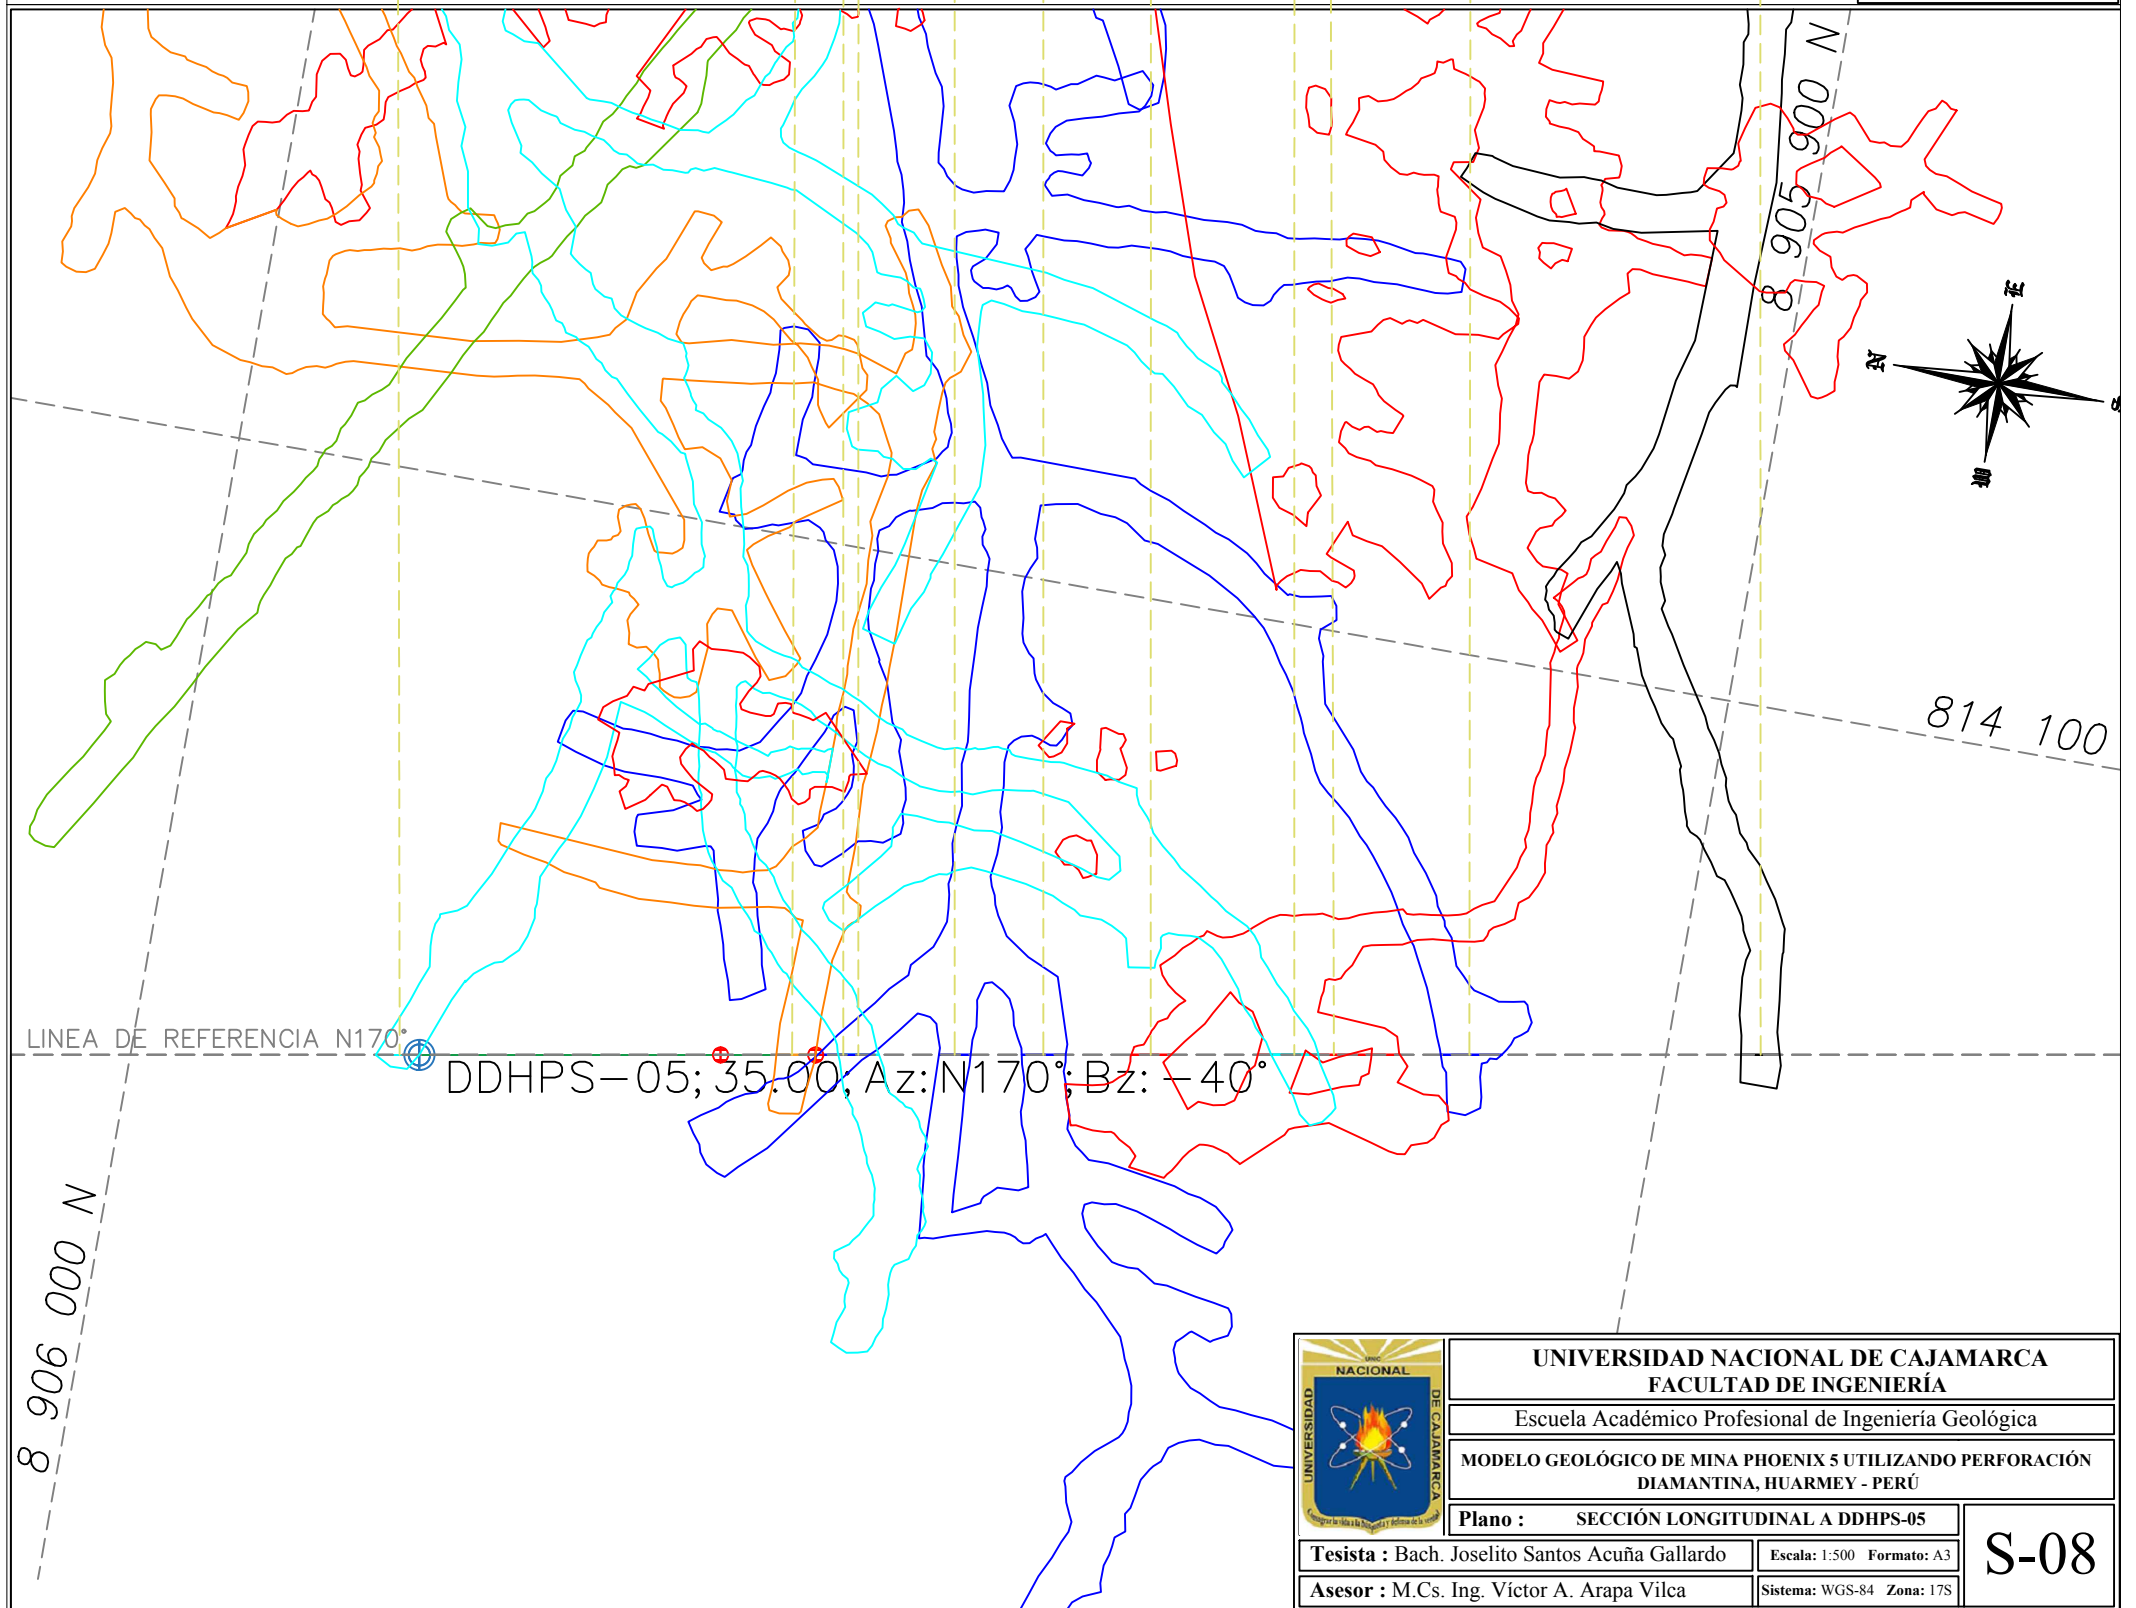 8 905 900 N
E
N
S
W
814 100
LINEA DE REFERENCIA N170°
DDHPS-05; 35.00; Az: N170°; Bz: -40°
8 906 000 N
UNC
NACIONAL
UNIVERSIDAD
DE CAJAMARCA
UNIVERSIDAD NACIONAL DE CAJAMARCA
FACULTAD DE INGENIERÍA
Escuela Académico Profesional de Ingeniería Geológica
MODELO GEOLÓGICO DE MINA PHOENIX 5 UTILIZANDO PERFORACIÓN
DIAMANTINA, HUARMEY - PERÚ
Plano : SECCIÓN LONGITUDINAL A DDHPS-05
S-08
Tesista : Bach. Joselito Santos Acuña Gallardo
Escala: 1:500 Formato: A3
Asesor : M.Cs. Ing. Víctor A. Arapa Vilca
Sistema: WGS-84 Zona: 17S